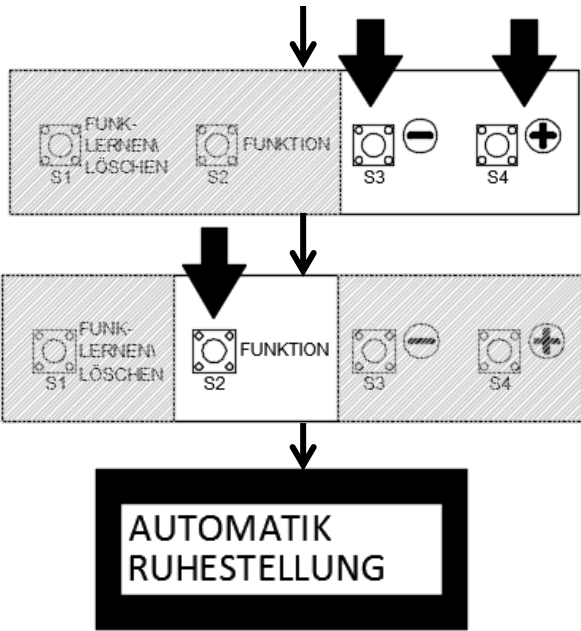 FUNK-
LERNEN\
LÖSCHEN
S1
FUNKTION
S2
S3
S4
FUNK-
LERNEN\
LÖSCHEN
S1
FUNKTION
S2
S3
S4
AUTOMATIK
RUHESTELLUNG